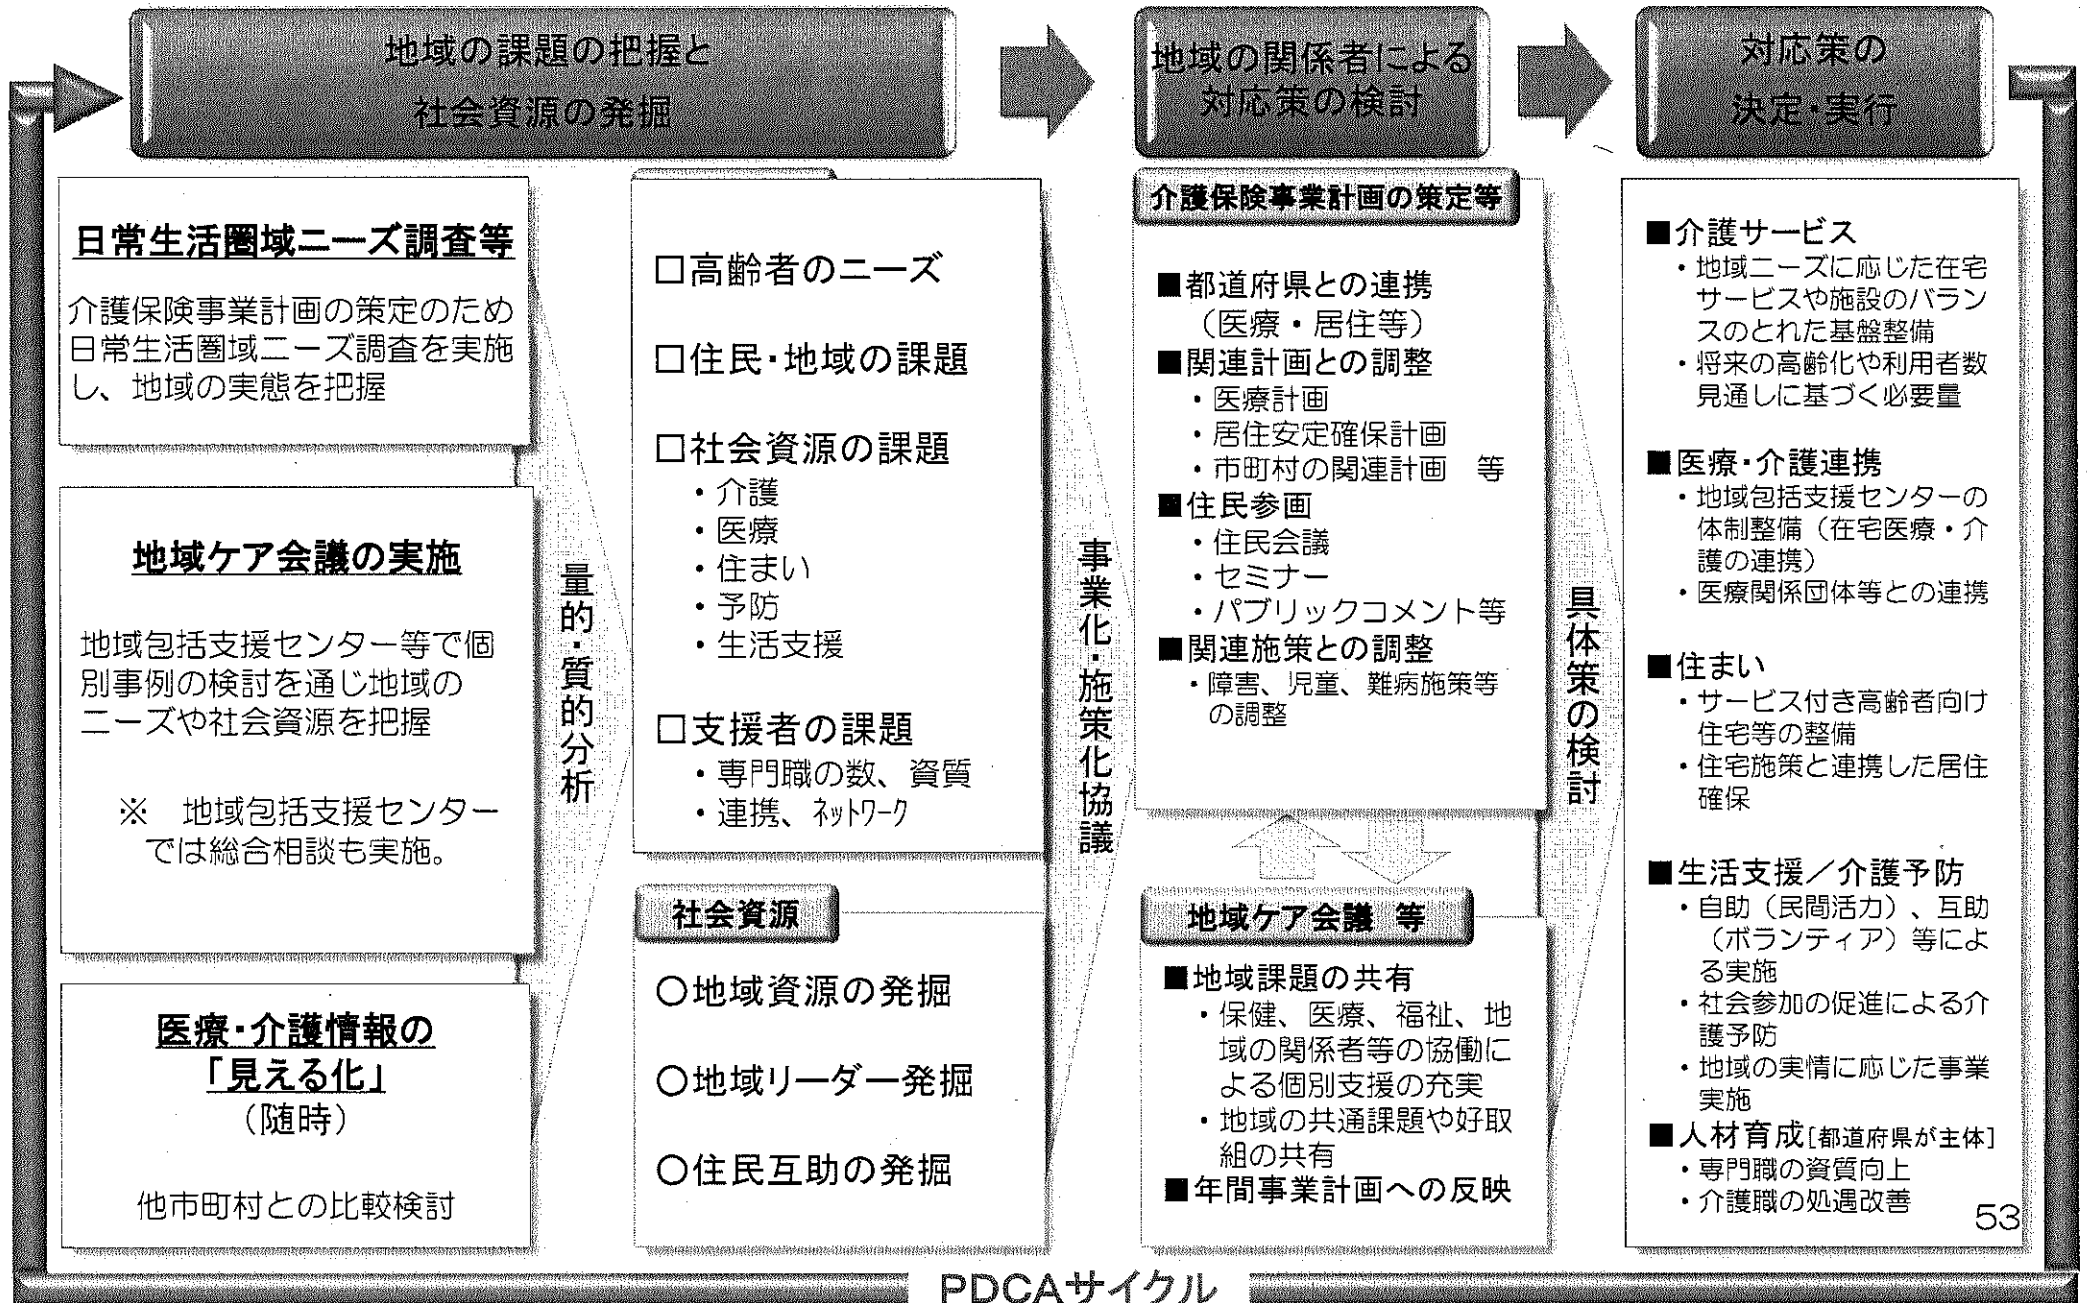 地域の課題の把握と
社会資源の発掘
地域の関係者による
対応策の検討
対応策の
決定・実行
日常生活圏域ニーズ調査等
介護保険事業計画の策定のため
日常生活圏域ニーズ調査を実施
し、地域の実態を把握
地域ケア会議の実施
地域包括支援センター等で個
別事例の検討を通じ地域の
ニーズや社会資源を把握
※　地域包括支援センター
では総合相談も実施。
医療・介護情報の
「見える化」
（随時）
他市町村との比較検討
量的・質的分析
□高齢者のニーズ
□住民・地域の課題
□社会資源の課題
・介護
・医療
・住まい
・予防
・生活支援
□支援者の課題
・専門職の数、資質
・連携、ネットワーク
社会資源
○地域資源の発掘
○地域リーダー発掘
○住民互助の発掘
事業化・施策化協議
介護保険事業計画の策定等
■都道府県との連携
（医療・居住等）
■関連計画との調整
・医療計画
・居住安定確保計画
・市町村の関連計画　等
■住民参画
・住民会議
・セミナー
・パブリックコメント等
■関連施策との調整
・障害、児童、難病施策等
の調整
地域ケア会議　等
■地域課題の共有
・保健、医療、福祉、地
域の関係者等の協働に
よる個別支援の充実
・地域の共通課題や好取
組の共有
■年間事業計画への反映
具体策の検討
■介護サービス
・地域ニーズに応じた在宅
サービスや施設のバラン
スのとれた基盤整備
・将来の高齢化や利用者数
見通しに基づく必要量
■医療・介護連携
・地域包括支援センターの
体制整備（在宅医療・介
護の連携）
・医療関係団体等との連携
■住まい
・サービス付き高齢者向け
住宅等の整備
・住宅施策と連携した居住
確保
■生活支援／介護予防
・自助（民間活力）、互助
（ボランティア）等によ
る実施
・社会参加の促進による介
護予防
・地域の実情に応じた事業
実施
■人材育成[都道府県が主体]
・専門職の資質向上
・介護職の処遇改善
53
PDCAサイクル